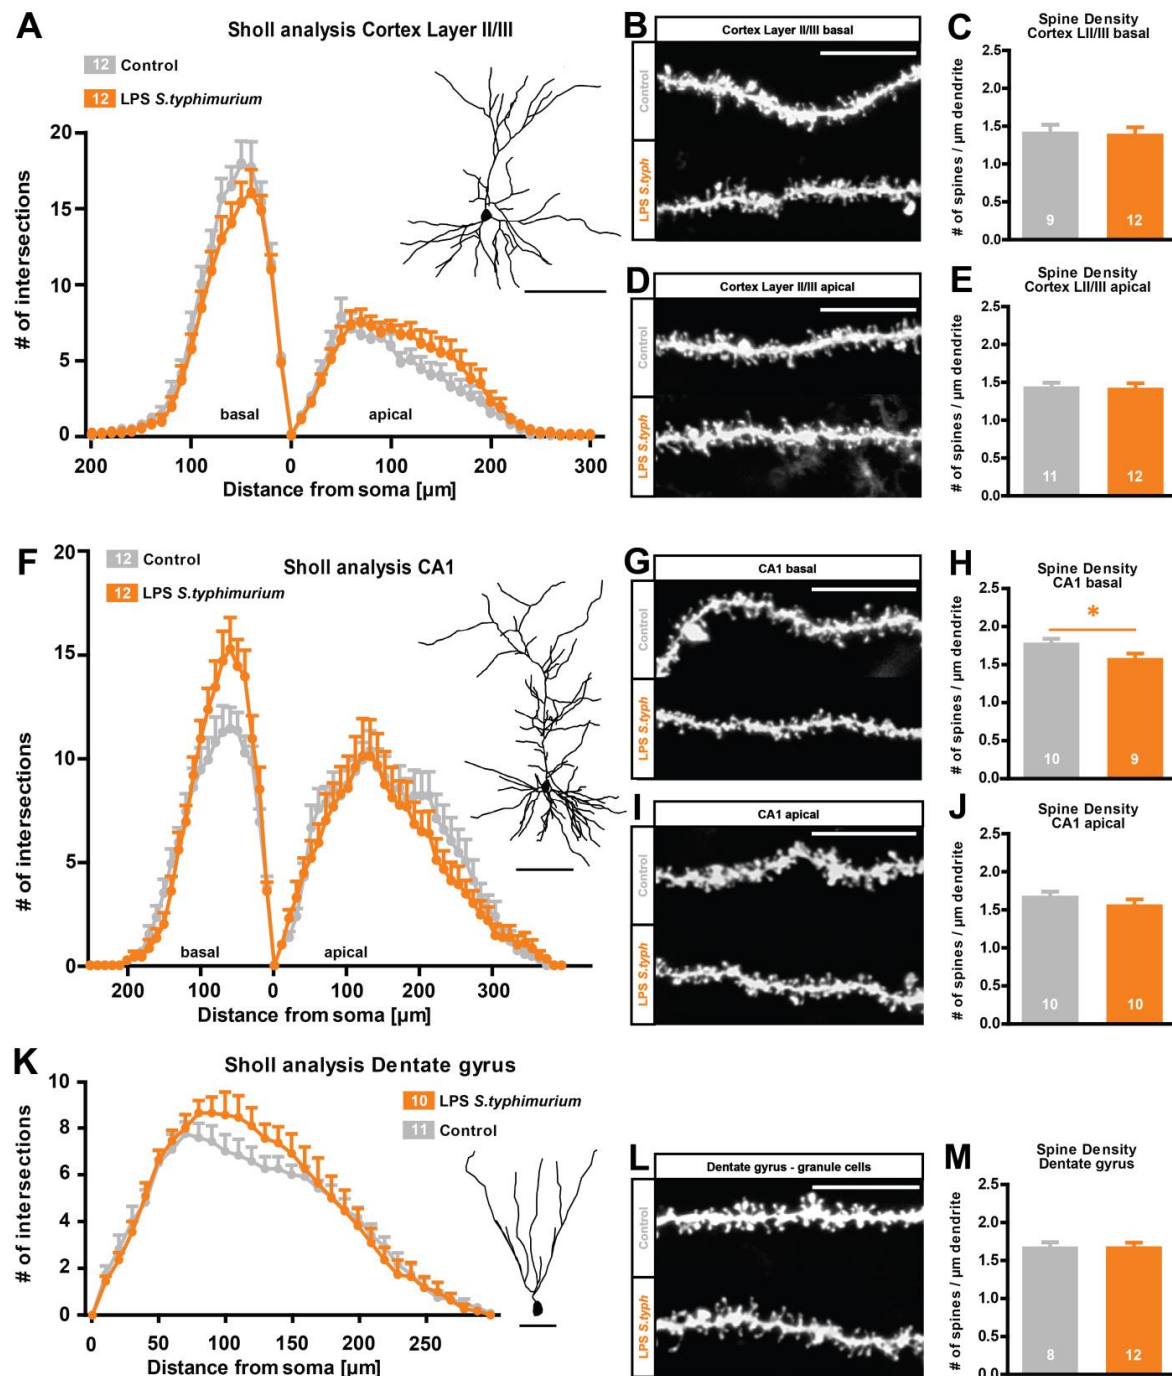 A
Sholl analysis Cortex Layer II/III
12 Control
12 LPS S.typhimurium
# of intersections
20
15
10
5
0
basal
apical
200 100 0 100 200 300
Distance from soma [µm]
B
Cortex Layer II/III basal
Control
LPS S.typh
C
Spine Density
Cortex LII/III basal
# of spines / µm dendrite
2.5
2.0
1.5
1.0
0.5
0.0
9
12
D
Cortex Layer II/III apical
Control
LPS S.typh
E
Spine Density
Cortex LII/III apical
# of spines / µm dendrite
2.5
2.0
1.5
1.0
0.5
0.0
11
12
F
Sholl analysis CA1
12 Control
12 LPS S.typhimurium
# of intersections
20
15
10
5
0
basal
apical
200 100 0 100 200 300
Distance from soma [µm]
G
CA1 basal
Control
LPS S.typh
H
Spine Density
CA1 basal
# of spines / µm dendrite
2.5
2.0
1.5
1.0
0.5
0.0
*
10
9
I
CA1 apical
Control
LPS S.typh
J
Spine Density
CA1 apical
# of spines / µm dendrite
2.5
2.0
1.5
1.0
0.5
0.0
10
10
K
Sholl analysis Dentate gyrus
10 LPS S.typhimurium
11 Control
# of intersections
10
8
6
4
2
0
0 50 100 150 200 250
Distance from soma [µm]
L
Dentate gyrus - granule cells
Control
LPS S.typh
M
Spine Density
Dentate gyrus
# of spines / µm dendrite
2.5
2.0
1.5
1.0
0.5
0.0
8
12